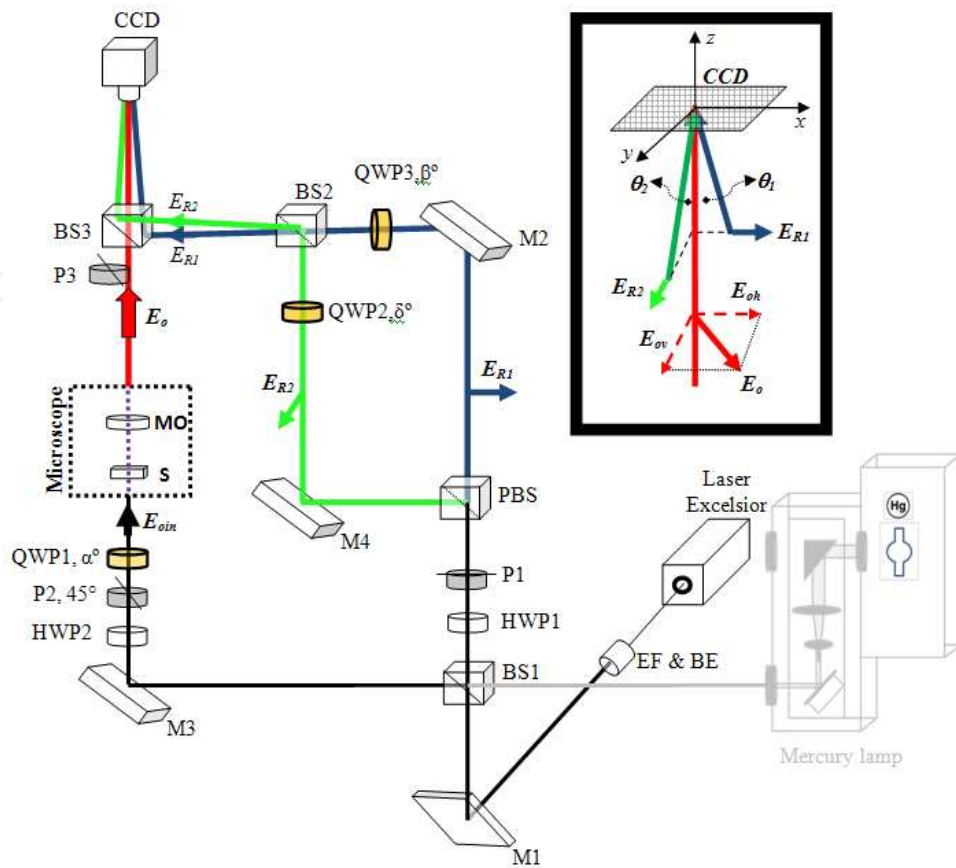 CCD
z
CCD
x
y
θ2
θ1
ER1
ER2
Eoh
Eov
Eo
QWP3,β°
BS2
ER2
BS3
ER1
M2
P3
QWP2,δ°
Eo
ER2
ER1
MO
Microscope
S
Laser
Excelsior
Hg
PBS
Eoin
M4
QWP1, α°
P1
P2, 45°
HWP1
HWP2
EF & BE
BS1
M3
Mercury lamp
M1